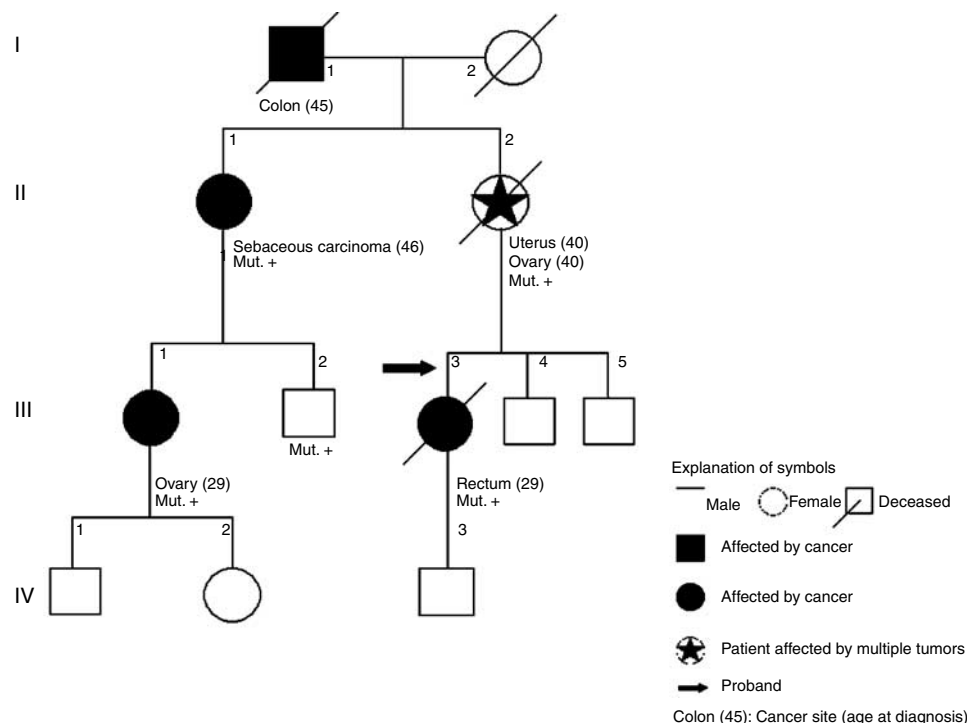 I
1
2
Colon (45)
1
2
II
Sebaceous carcinoma (46)
Mut. +
1
Uterus (40)
Ovary (40)
Mut. +
1
2
3
4
5
III
Mut. +
Ovary (29)
Mut. +
Rectum (29)
Mut. +
1
2
3
IV
Explanation of symbols
Male
Female
Deceased
Affected by cancer
Affected by cancer
Patient affected by multiple tumors
Proband
Colon (45): Cancer site (age at diagnosis)